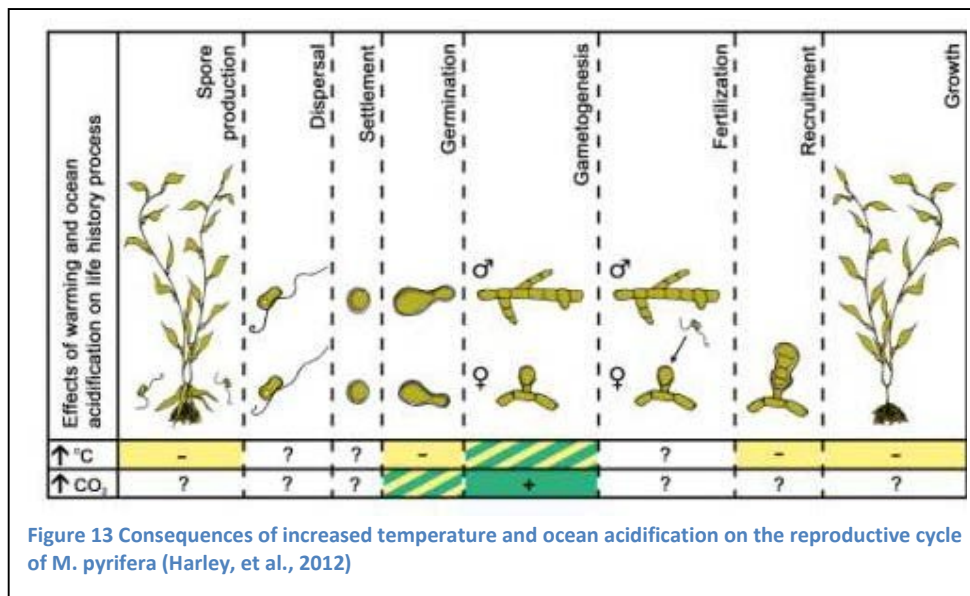 Effects of warming and ocean
acidification on life history process
Spore
production
Dispersal
Settlement
Germination
Gametogenesis
Fertilization
Recruitment
Growth
♂
♀
♂
♀
↑ °C
-
?
?
-
?
-
-
↑ CO₂
?
?
?
+
?
?
?
Figure 13 Consequences of increased temperature and ocean acidification on the reproductive cycle
of M. pyrifera (Harley, et al., 2012)